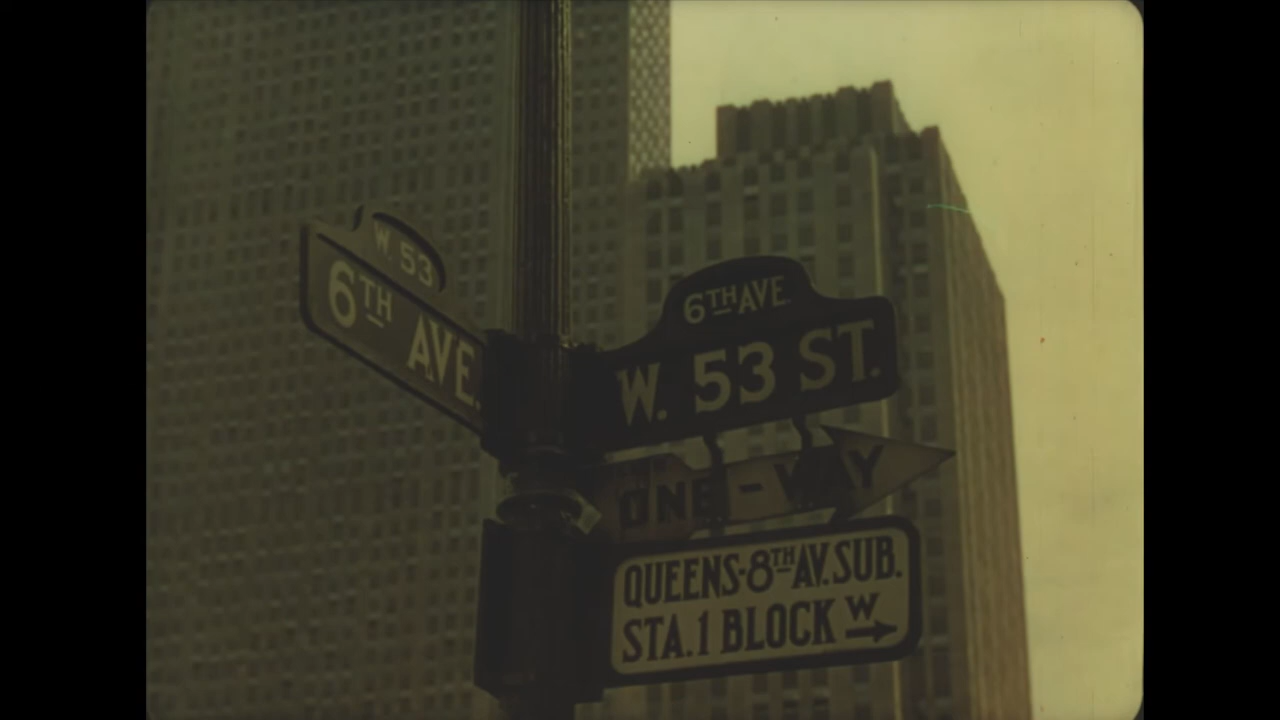 W. 53
6TH AVE.
6TH AVE.
W. 53 ST.
ONE-WAY
QUEENS-8TH AV. SUB.
STA. 1 BLOCK W